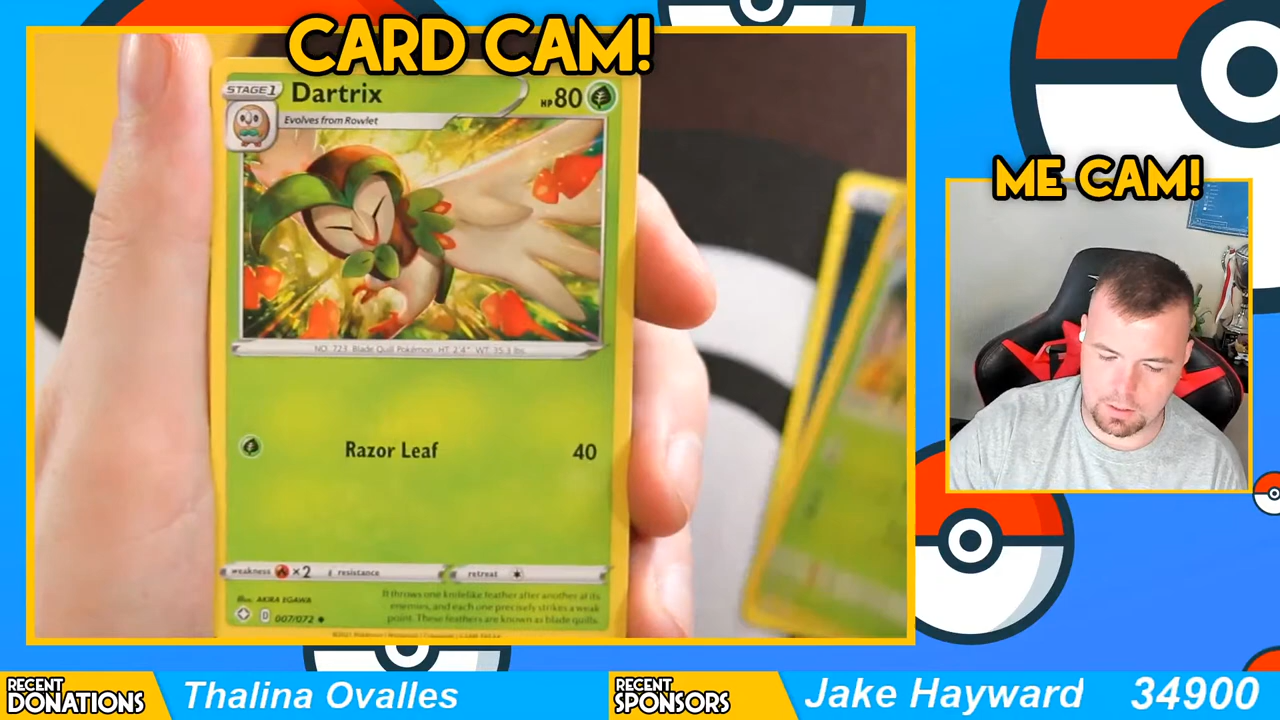 CARD CAM!
STAGE 1
Dartrix
HP 80
Evolves from Rowlet
NO. 723 Blade Quill Pokémon HT: 2'4" WT: 35.3 lbs.
Razor Leaf 40
weakness ×2 resistance retreat
Illus. AKIRA EGAWA
D 007/072
It throws one knifelike feather after another at its
enemies, and each one precisely strikes a weak
point. These feathers are known as blade quills.
ME CAM!
RECENT
DONATIONS
Thalina Ovalles
RECENT
SPONSORS
Jake Hayward 34900